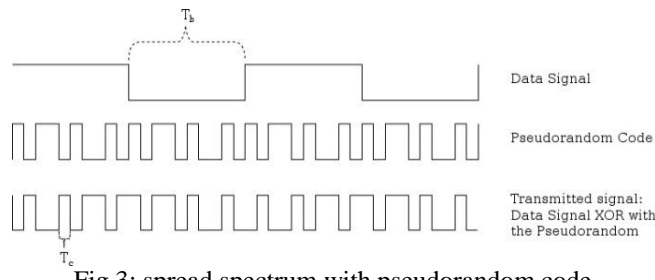 T_b
Data Signal
Pseudorandom Code
Transmitted signal:
Data Signal XOR with
the Pseudorandom
T_c
Fig 3: spread spectrum with pseudorandom code